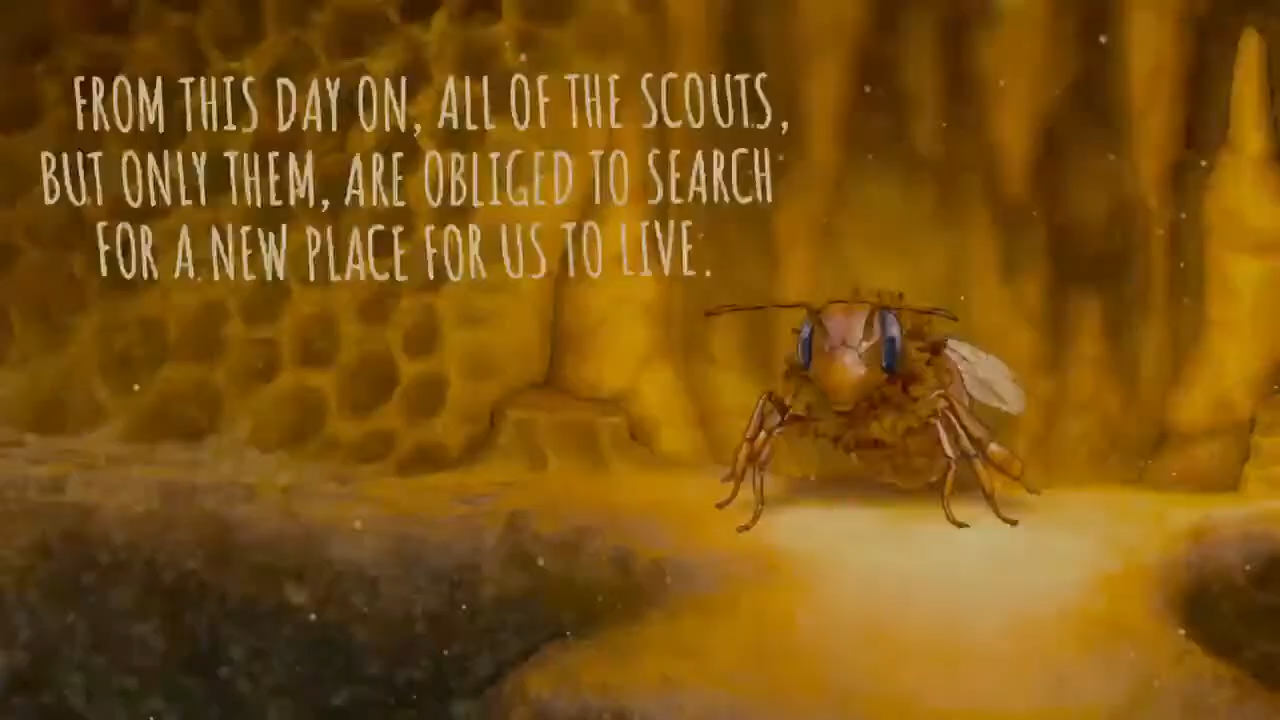 FROM THIS DAY ON, ALL OF THE SCOUTS,
BUT ONLY THEM, ARE OBLIGED TO SEARCH
FOR A NEW PLACE FOR US TO LIVE.